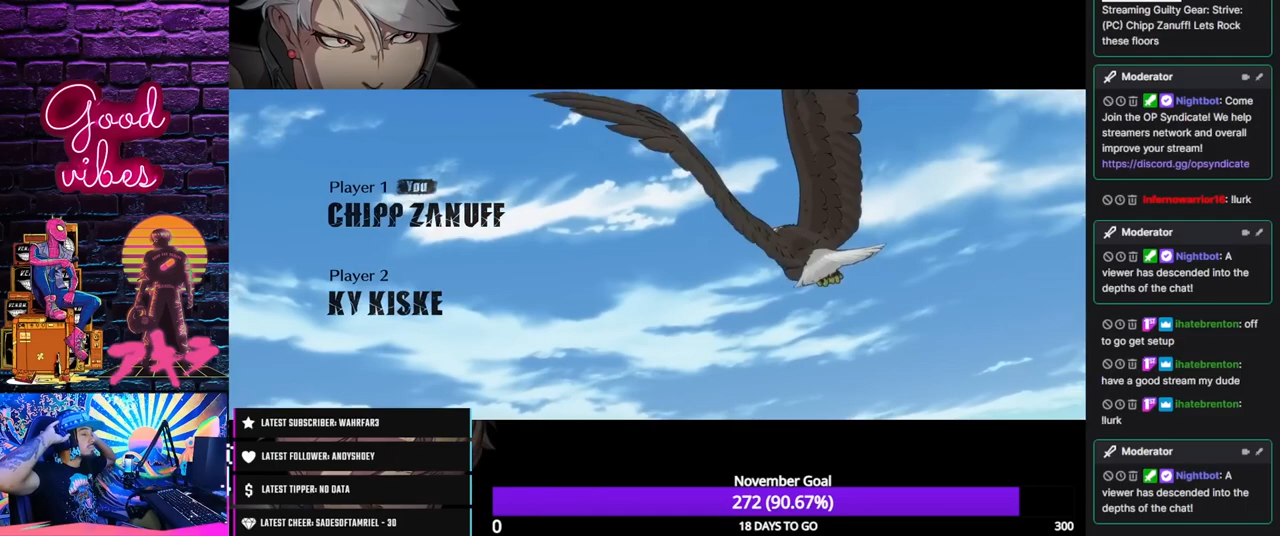 Good
vibes
Player 1 You
CHIPP ZANUFF
Player 2
KY KISKE
LATEST SUBSCRIBER: WAHRFAR3
LATEST FOLLOWER: ANDYSHOEY
LATEST TIPPER: NO DATA
LATEST CHEER: SADESOFTAMRIEL - 30
November Goal
272 (90.67%)
0
18 DAYS TO GO
300
Streaming Guilty Gear: Strive:
(PC) Chipp Zanuff! Lets Rock
these floors
Moderator
Nightbot: Come
Join the OP Syndicate! We help
streamers network and overall
improve your stream!
https://discord.gg/opsyndicate
Infernowarrior16: !lurk
Moderator
Nightbot: A
viewer has descended into the
depths of the chat!
ihatebrenton: off
to go get setup
ihatebrenton:
have a good stream my dude
ihatebrenton:
!lurk
Moderator
Nightbot: A
viewer has descended into the
depths of the chat!